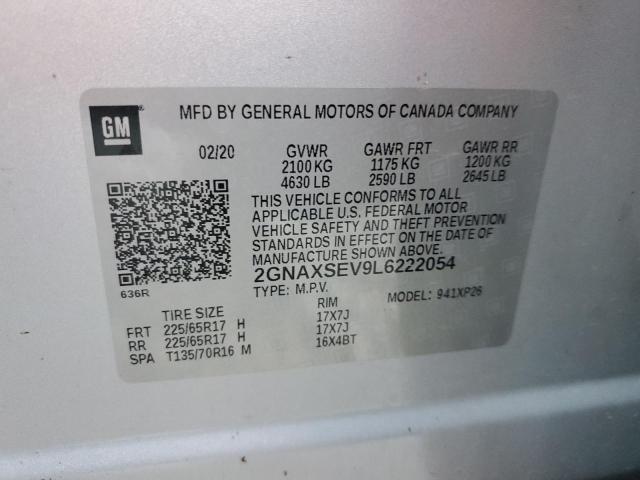 GM
MFD BY GENERAL MOTORS OF CANADA COMPANY
02/20 GVWR GAWR FRT GAWR RR
2100 KG 1175 KG 1200 KG
4630 LB 2590 LB 2645 LB
THIS VEHICLE CONFORMS TO ALL
APPLICABLE U.S. FEDERAL MOTOR
VEHICLE SAFETY AND THEFT PREVENTION
STANDARDS IN EFFECT ON THE DATE OF
MANUFACTURE SHOWN ABOVE.
2GNAXSEV9L6222054
636R TYPE: M.P.V. MODEL: 941XP26
TIRE SIZE RIM
FRT 225/65R17 H 17X7J
RR 225/65R17 H 17X7J
SPA T135/70R16 M 16X4BT